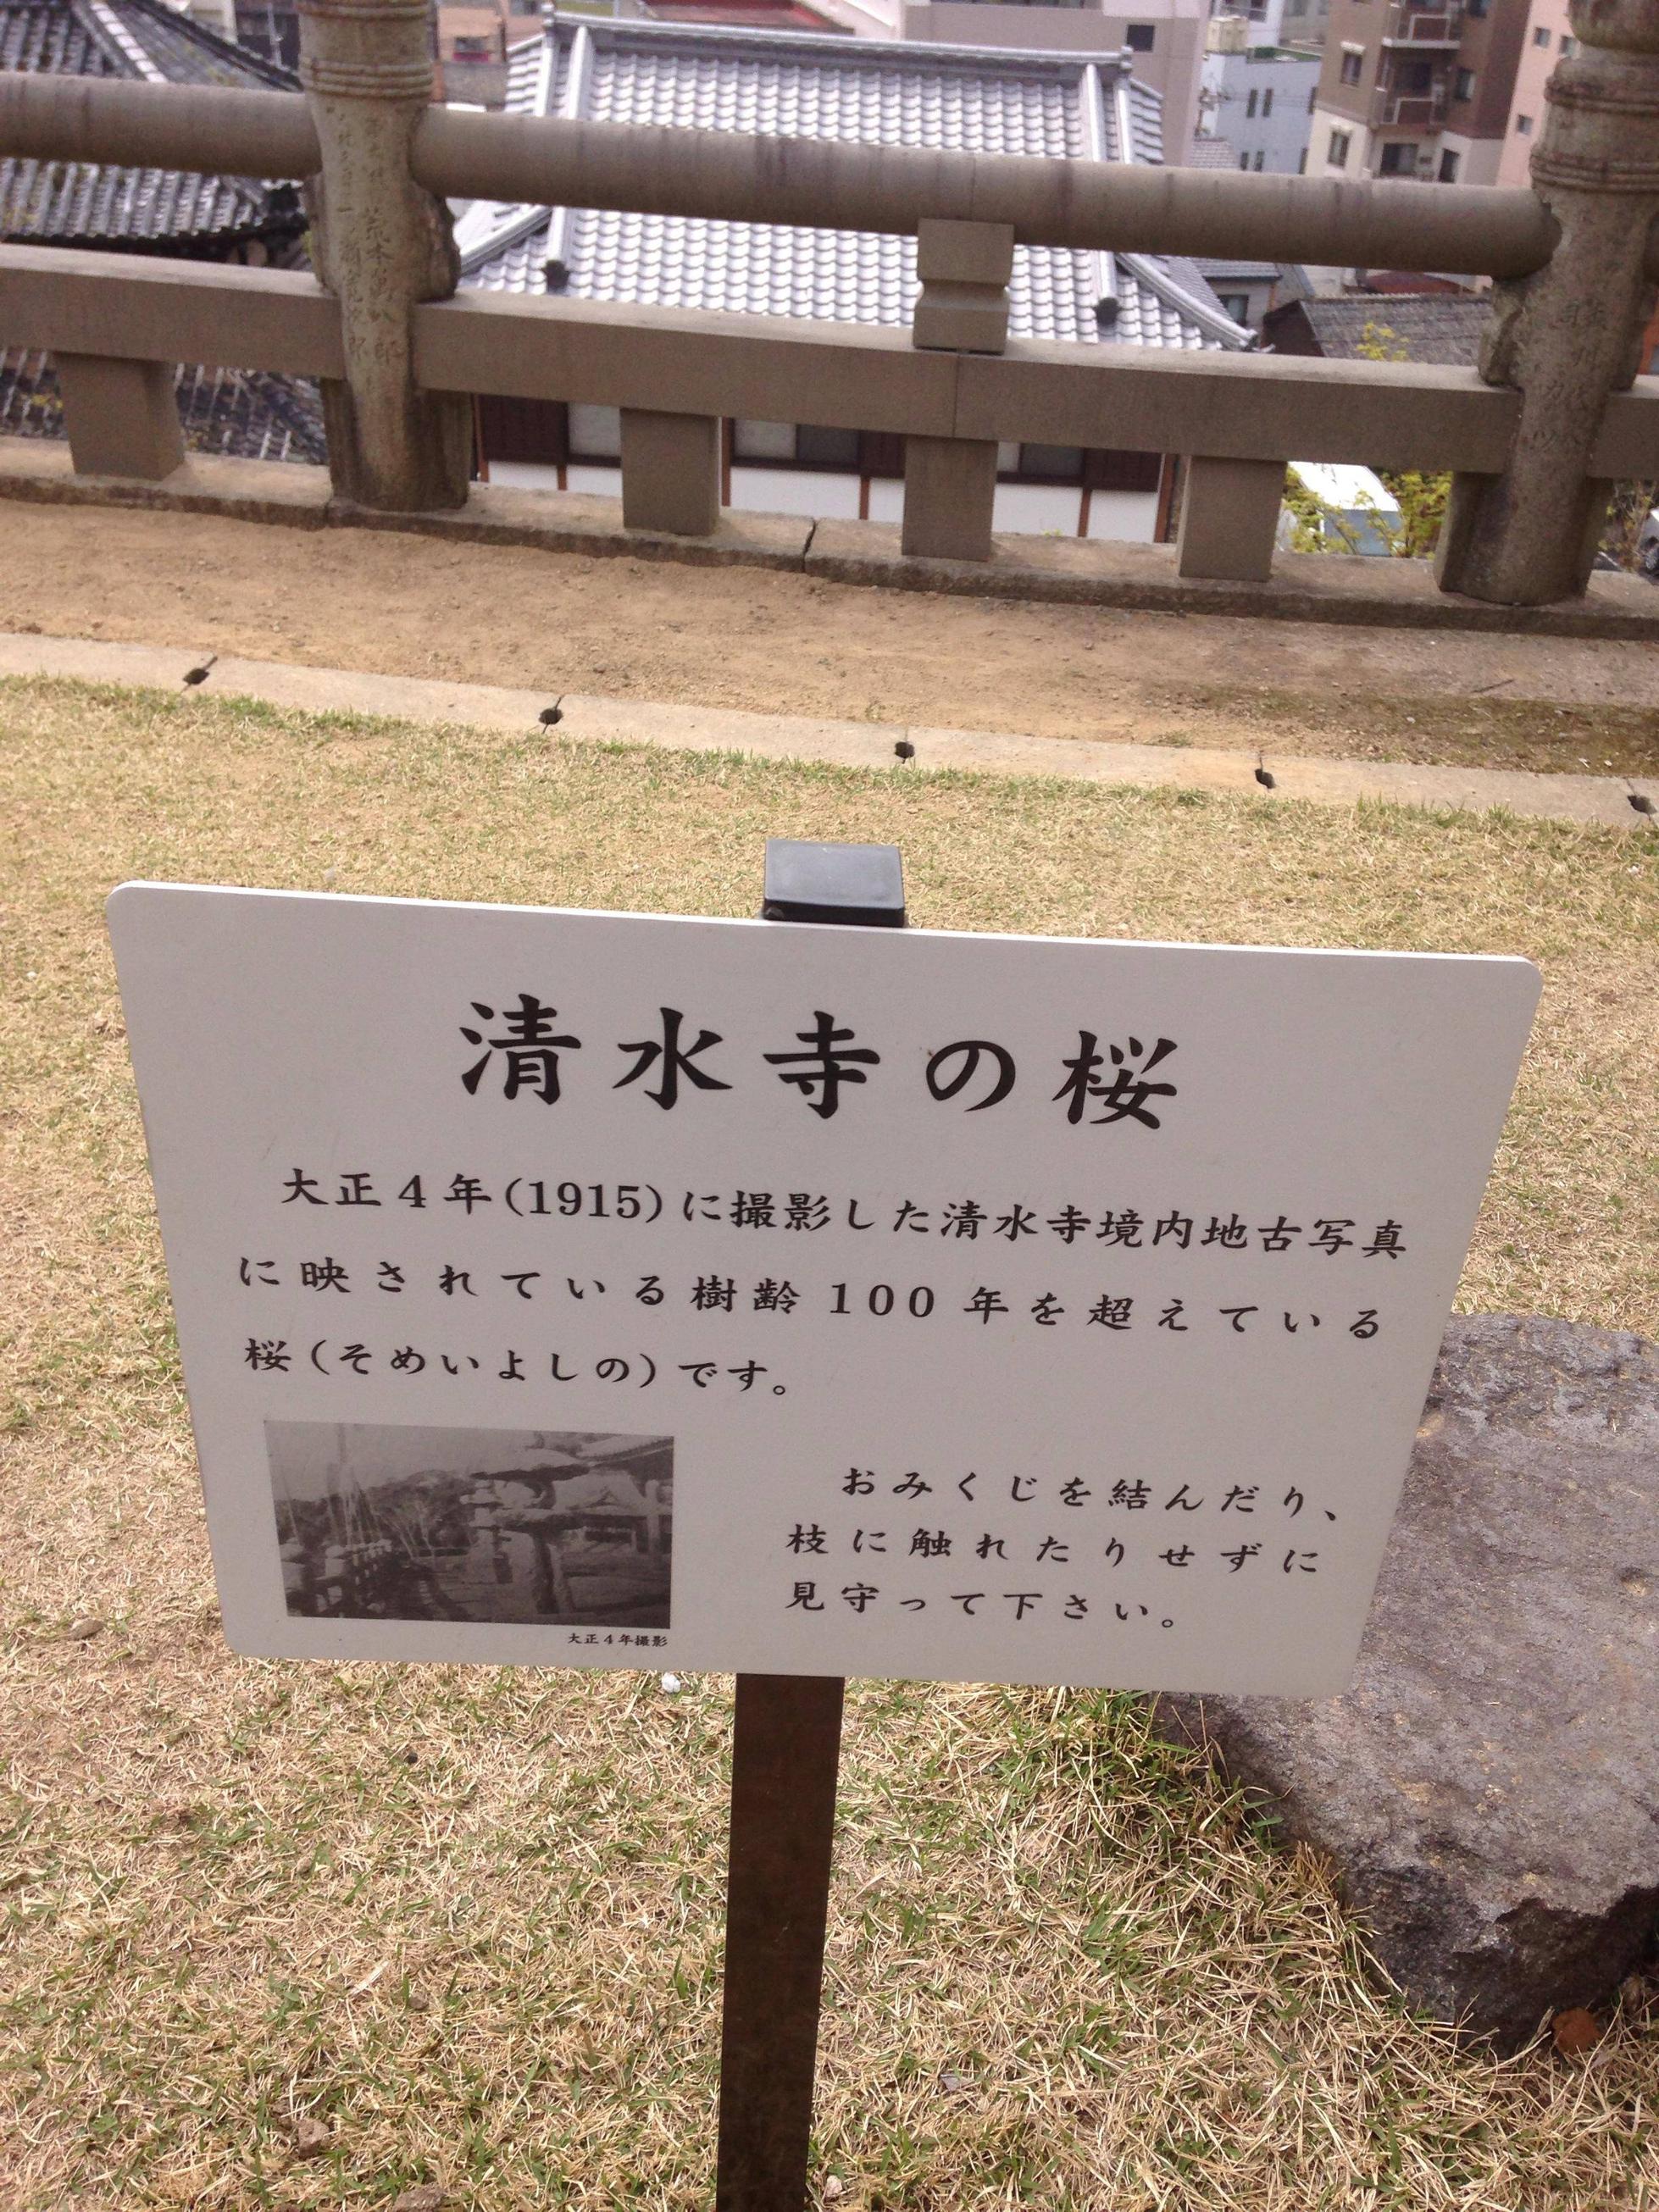 清水寺の桜
大正4年(1915)に撮影した清水寺境内地古写真
に映されている樹齢100年を超えている
桜(そめいよしの)です。
おみくじを結んだり、
枝に触れたりせずに
見守って下さい。
大正4年撮影